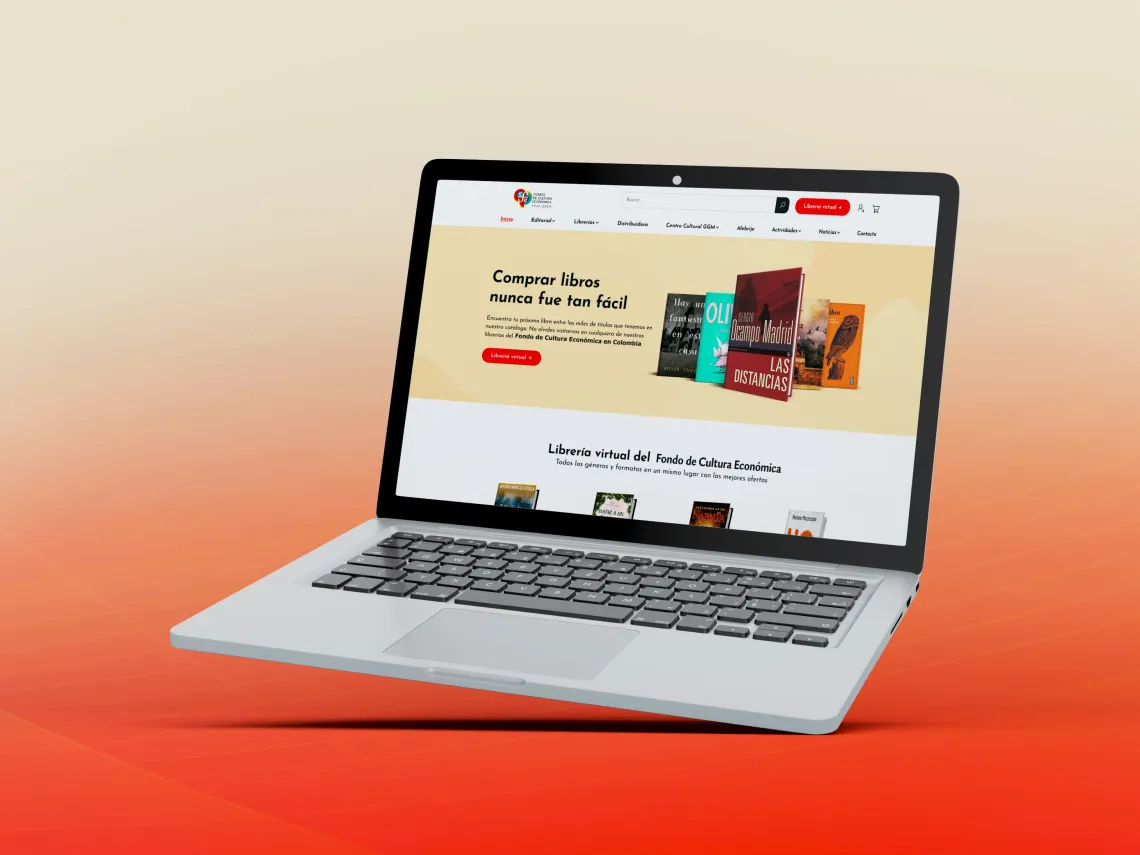 FONDO
DE CULTURA
ECONÓMICA
Buscar...
Librería virtual →
Inicio
Editorial
Librerías
Distribuidora
Centro Cultural GGM
Alebrije
Actividades
Noticias
Contacto
Comprar libros
nunca fue tan fácil
Encuentra tu próximo libro entre los miles de títulos que tenemos en
nuestro catálogo. No olvides visitarnos en cualquiera de nuestras
librerías del Fondo de Cultura Económica en Colombia.
Librería virtual →
Hay un
fantasma
en esta
casa
OLI
SERGIO
Ocampo Madrid
LAS
DISTANCIAS
Librería virtual del Fondo de Cultura Económica
Todos los géneros y formatos en un mismo lugar con las mejores ofertas
NARNIA